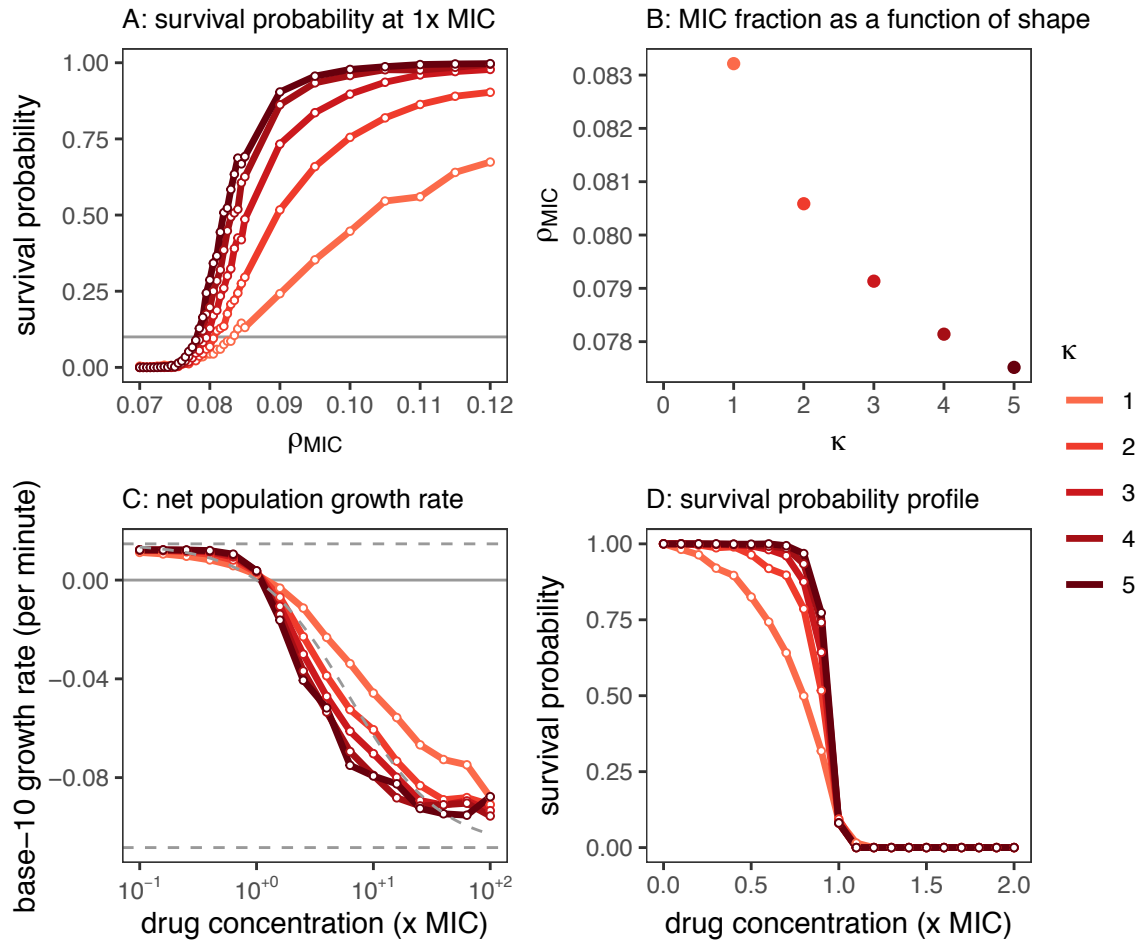 A: survival probability at 1x MIC
survival probability
1.00
0.75
0.50
0.25
0.00
0.07 0.08 0.09 0.10 0.11 0.12
ρMIC
B: MIC fraction as a function of shape
ρMIC
0.083
0.082
0.0805
0.083
0.079
0.078
0 1 2 3 4 5
κ
κ
1
2
3
4
5
C: net population growth rate
base−10 growth rate (per minute)
0.00
−0.04
−0.08
10−1 10+0 10+1 10+2
drug concentration (x MIC)
D: survival probability profile
survival probability
1.00
0.75
0.50
0.25
0.00
0.0 0.5 1.0 1.5 2.0
drug concentration (x MIC)